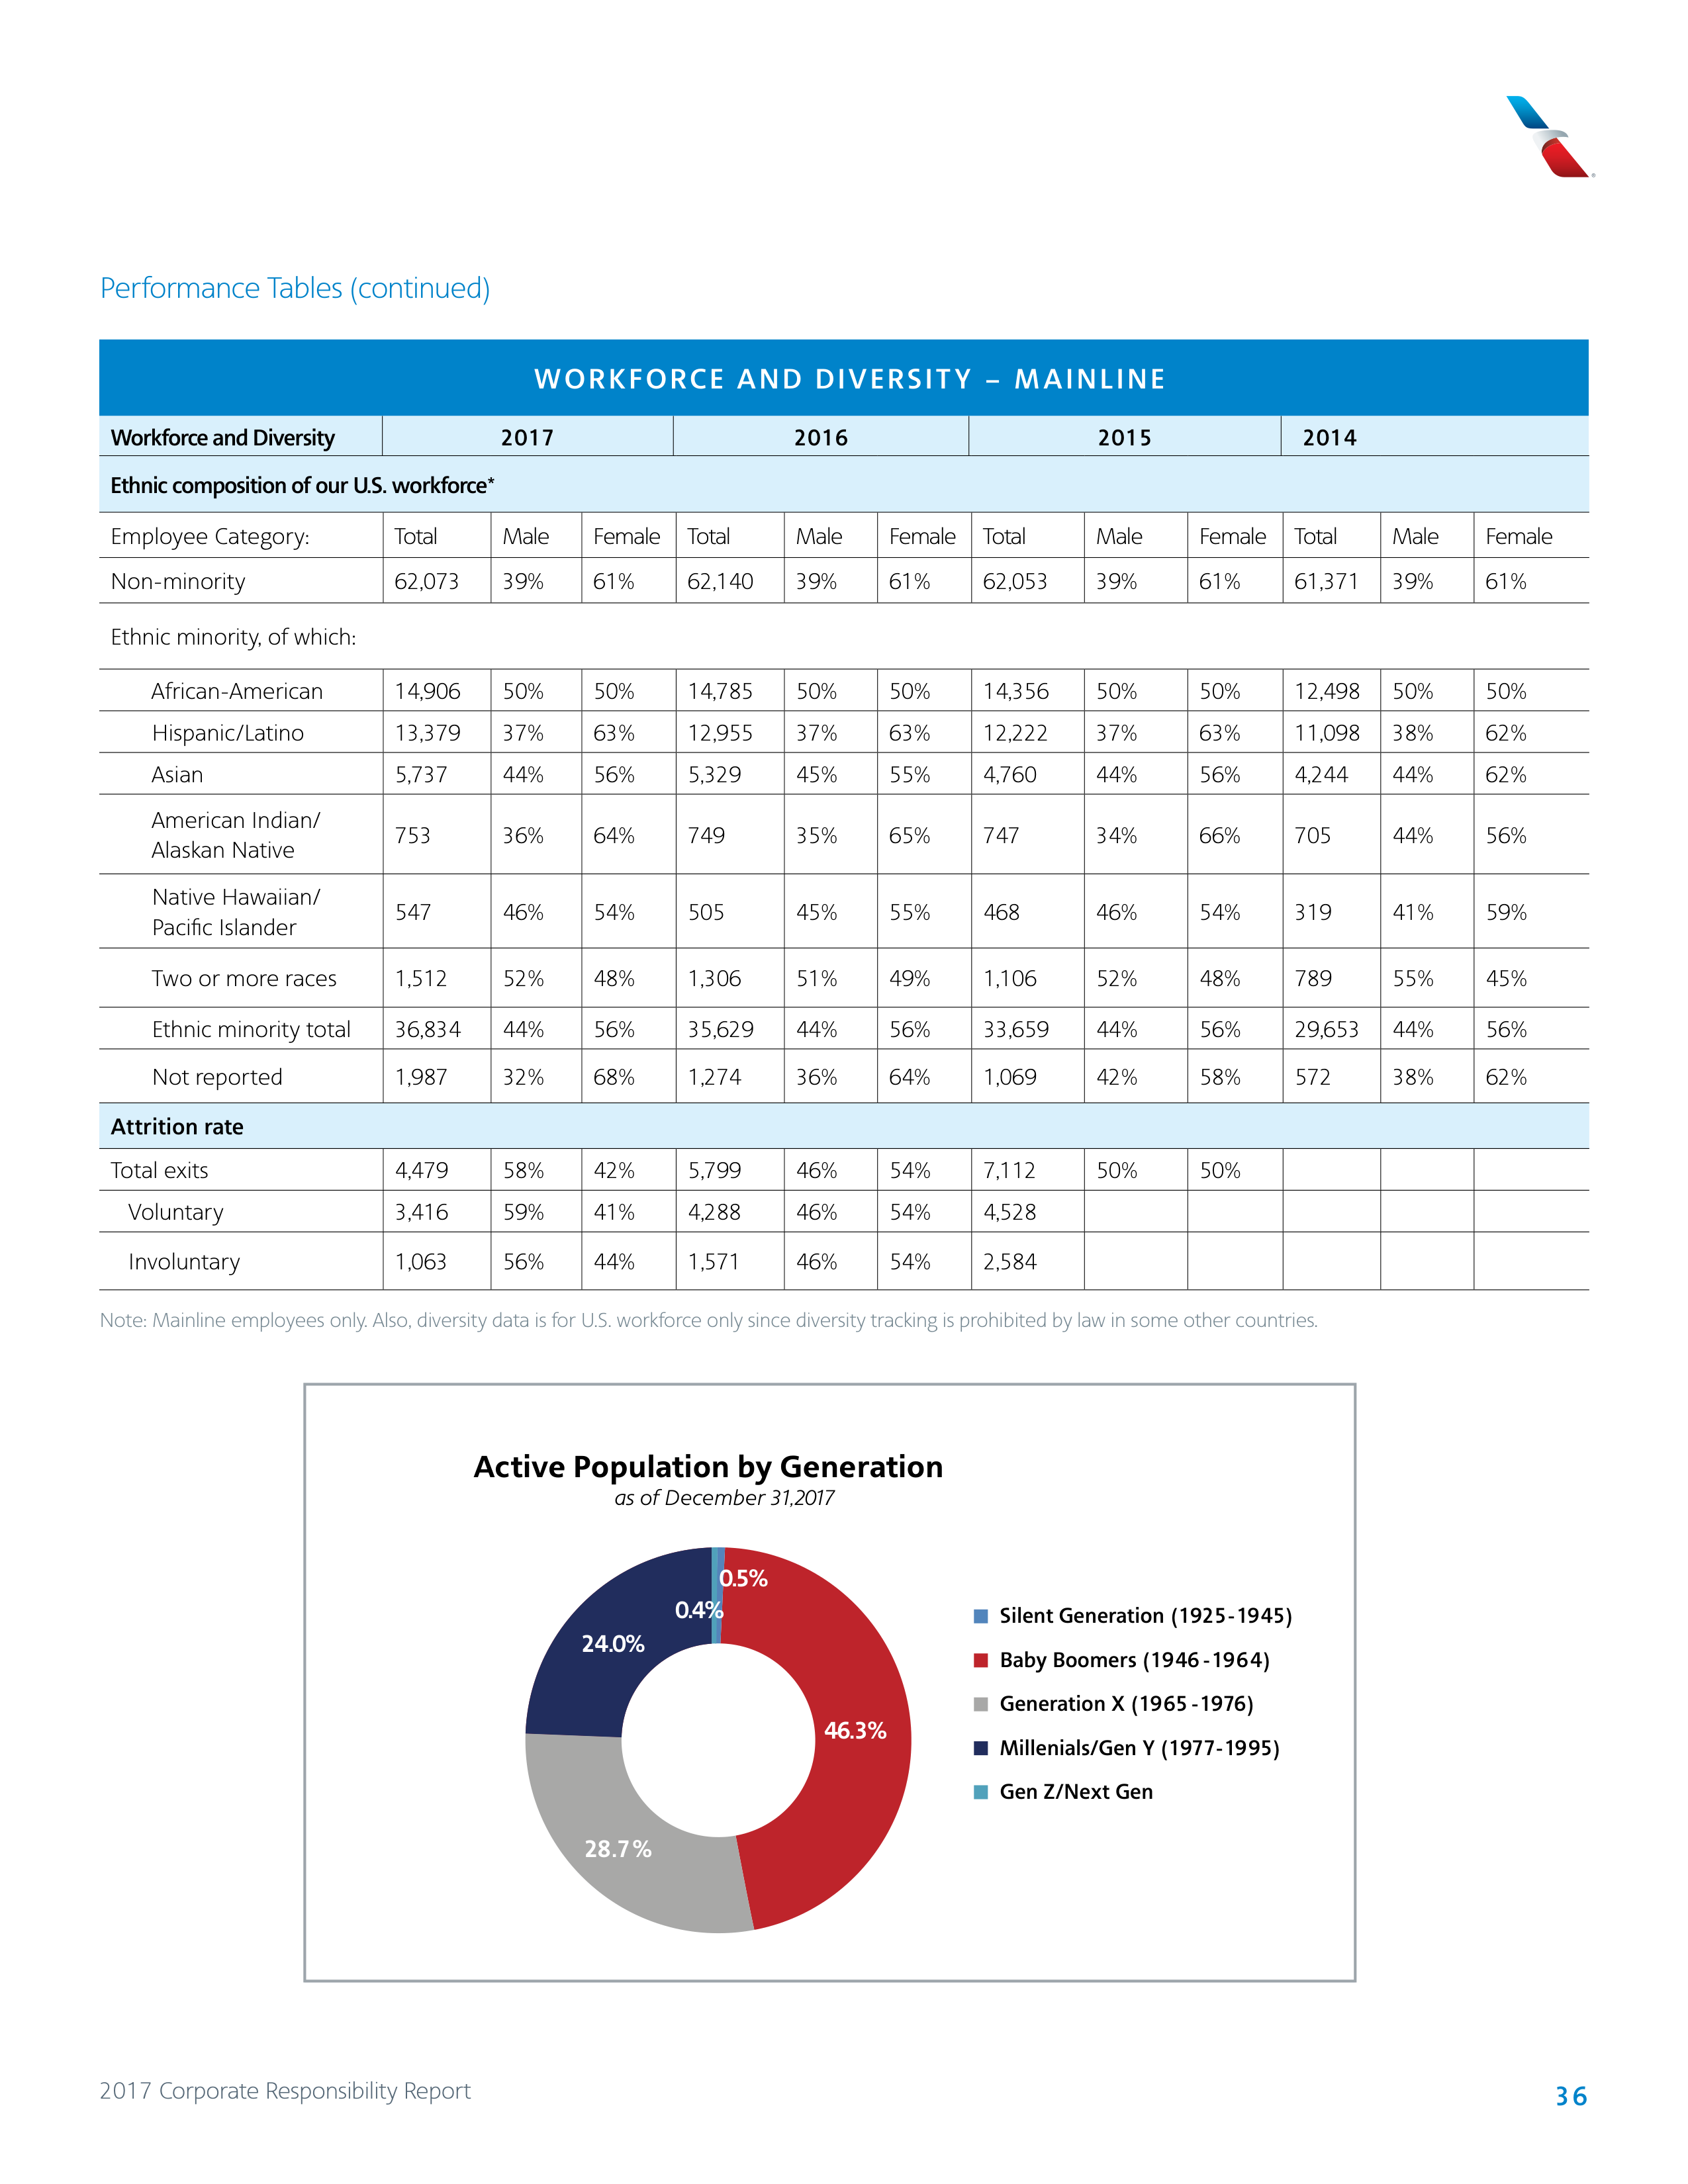 Performance Tables (continued)
WORKFORCE AND DIVERSITY – MAINLINE
Workforce and Diversity 2017 2016 2015 2014
Ethnic composition of our U.S. workforce*
Employee Category: Total Male Female Total Male Female Total Male Female Total Male Female
Non-minority 62,073 39% 61% 62,140 39% 61% 62,053 39% 61% 61,371 39% 61%
Ethnic minority, of which:
African-American 14,906 50% 50% 14,785 50% 50% 14,356 50% 50% 12,498 50% 50%
Hispanic/Latino 13,379 37% 63% 12,955 37% 63% 12,222 37% 63% 11,098 38% 62%
Asian 5,737 44% 56% 5,329 45% 55% 4,760 44% 56% 4,244 44% 62%
American Indian/
Alaskan Native 753 36% 64% 749 35% 65% 747 34% 66% 705 44% 56%
Native Hawaiian/
Pacific Islander 547 46% 54% 505 45% 55% 468 46% 54% 319 41% 59%
Two or more races 1,512 52% 48% 1,306 51% 49% 1,106 52% 48% 789 55% 45%
Ethnic minority total 36,834 44% 56% 35,629 44% 56% 33,659 44% 56% 29,653 44% 56%
Not reported 1,987 32% 68% 1,274 36% 64% 1,069 42% 58% 572 38% 62%
Attrition rate
Total exits 4,479 58% 42% 5,799 46% 54% 7,112 50% 50%
Voluntary 3,416 59% 41% 4,288 46% 54% 4,528
Involuntary 1,063 56% 44% 1,571 46% 54% 2,584
Note: Mainline employees only. Also, diversity data is for U.S. workforce only since diversity tracking is prohibited by law in some other countries.
Active Population by Generation
as of December 31,2017
0.5%
0.4%
24.0%
46.3%
28.7%
Silent Generation (1925-1945)
Baby Boomers (1946-1964)
Generation X (1965-1976)
Millenials/Gen Y (1977-1995)
Gen Z/Next Gen
2017 Corporate Responsibility Report
36